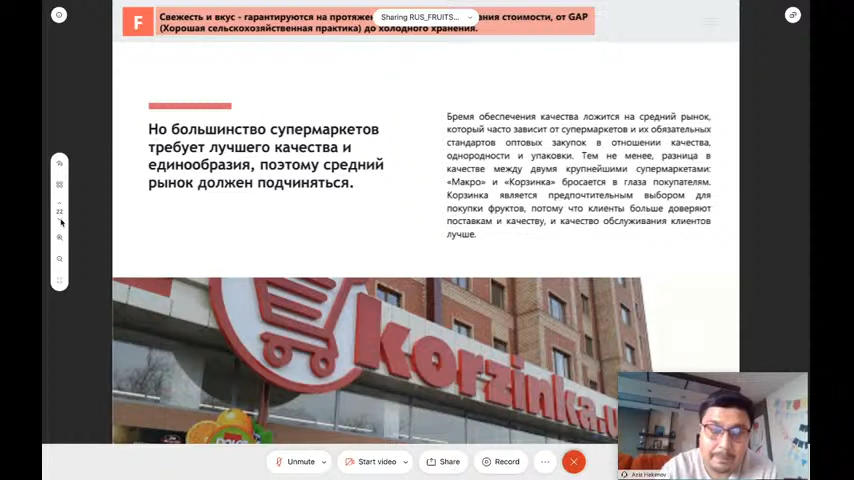 Sharing RUS_FRUITS...
F
Свежесть и вкус - гарантируются на
стоимости, от GAP
(Хорошая сельскохозяйственная практика) до холодного хранения.
Но большинство супермаркетов
требует лучшего качества и
единообразия, поэтому средний
рынок должен подчиняться.
Бремя обеспечения качества ложится на средний рынок,
который часто зависит от супермаркетов и их обязательных
стандартов оптовых закупок в отношении качества,
однородности и упаковки. Тем не менее, разница в
качестве между двумя крупнейшими супермаркетами:
«Макро» и «Корзинка» бросается в глаза покупателям.
Корзинка является предпочтительным выбором для
покупки фруктов, потому что клиенты больше доверяют
поставкам и качеству, и качество обслуживания клиентов
лучше.
22
korzinka.u
Unmute
Start video
Share
Record
Aziz Hakimov